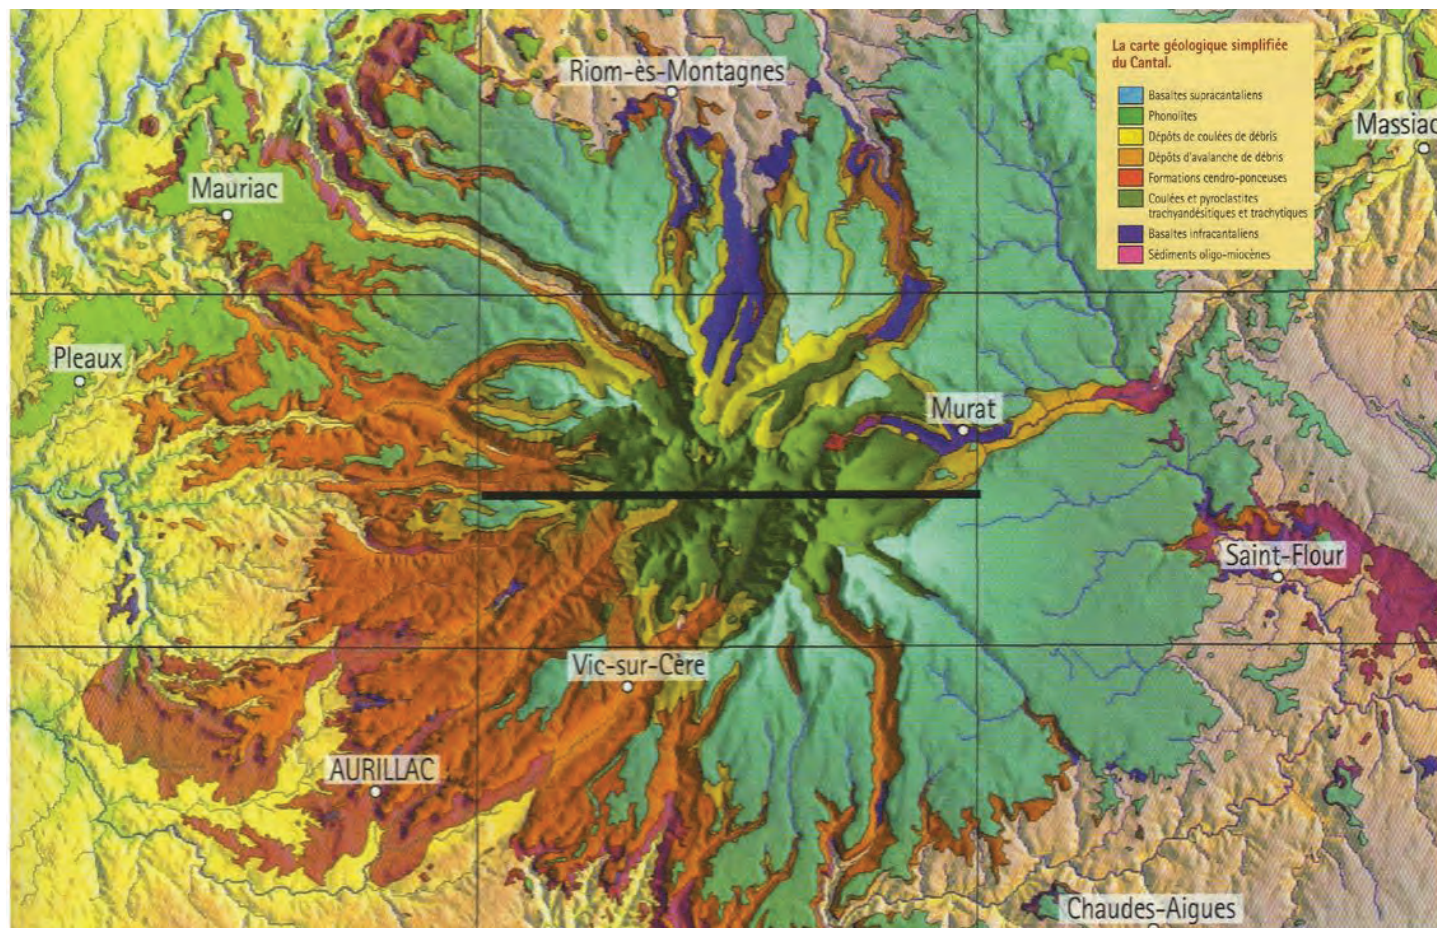 La carte géologique simplifiée
du Cantal.
Basaltes supracantaliens
Phonolites
Dépôts de coulées de débris
Dépôts d'avalanche de débris
Formations cendro-ponceuses
Coulées et pyroclastites
trachyandésitiques et trachytiques
Basaltes infracantaliens
Sédiments oligo-miocènes
Riom-ès-Montagnes
Massiac
Mauriac
Pleaux
Murat
Saint-Flour
Vic-sur-Cère
AURILLAC
Chaudes-Aigues